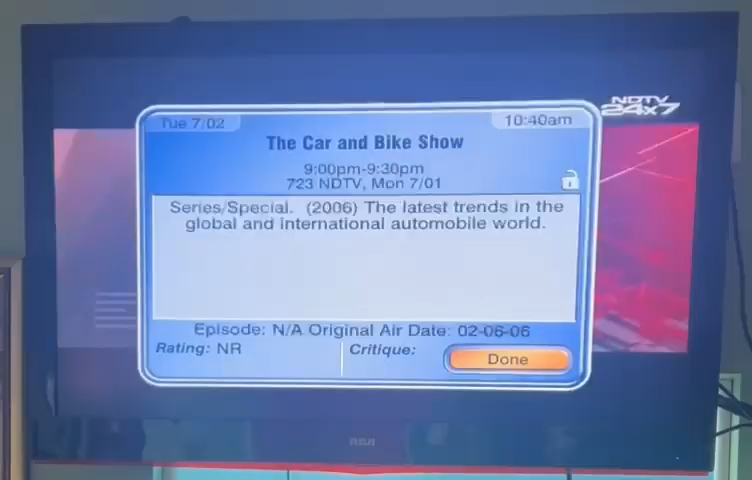 NDTV
24x7
Tue 7/02
10:40am
The Car and Bike Show
9:00pm-9:30pm
723 NDTV, Mon 7/01
Series/Special. (2006) The latest trends in the
global and international automobile world.
Episode: N/A Original Air Date: 02-06-06
Rating: NR
Critique:
Done
RCA